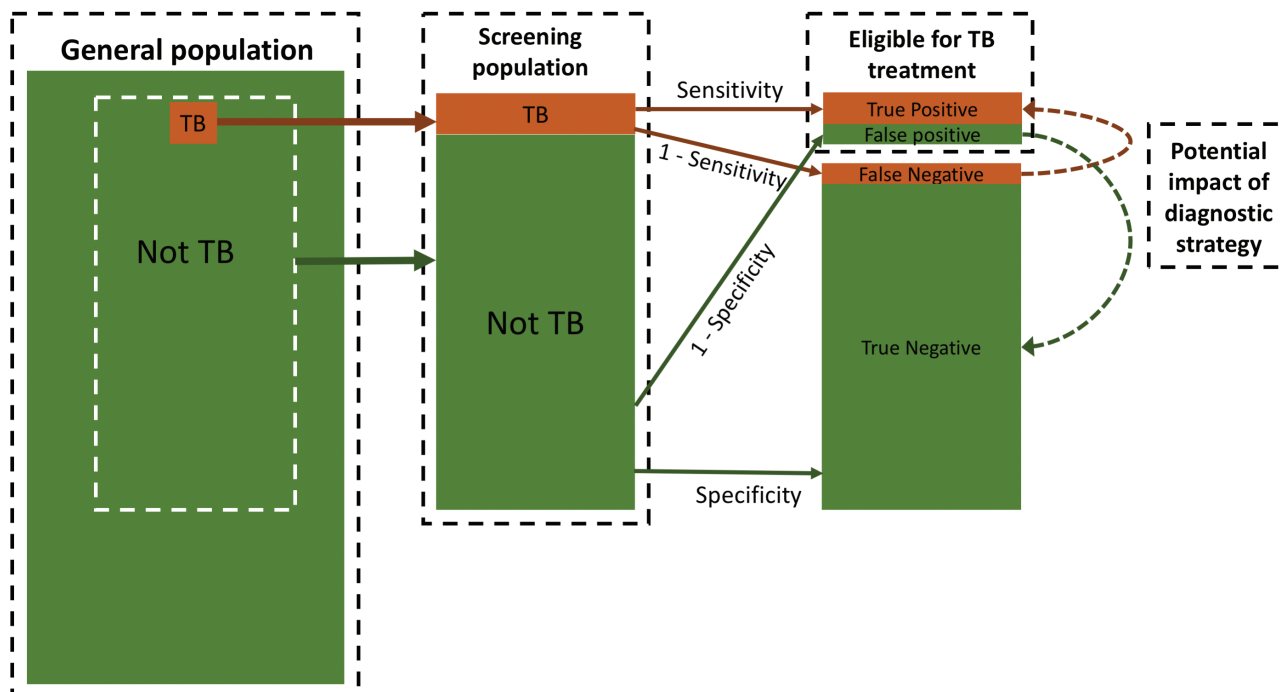 General population
TB
Not TB
Screening
population
TB
Not TB
Sensitivity
1 - Sensitivity
1 - Specificity
Specificity
Eligible for TB
treatment
True Positive
False positive
False Negative
True Negative
Potential
impact of
diagnostic
strategy